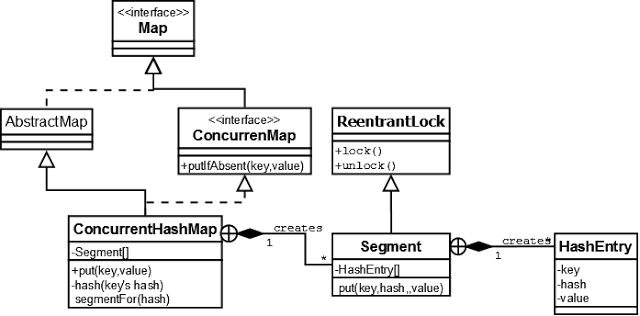 <<interface>>
Map
AbstractMap
<<interface>>
ConcurrenMap
+putIfAbsent(key,value)
ReentrantLock
+lock()
+unlock()
ConcurrentHashMap
-Segment[]
+put(key,value)
-hash(key's hash)
segmentFor(hash)
creates
1
*
Segment
-HashEntry[]
put(key,hash,,value)
creates
1
*
HashEntry
-key
-hash
-value